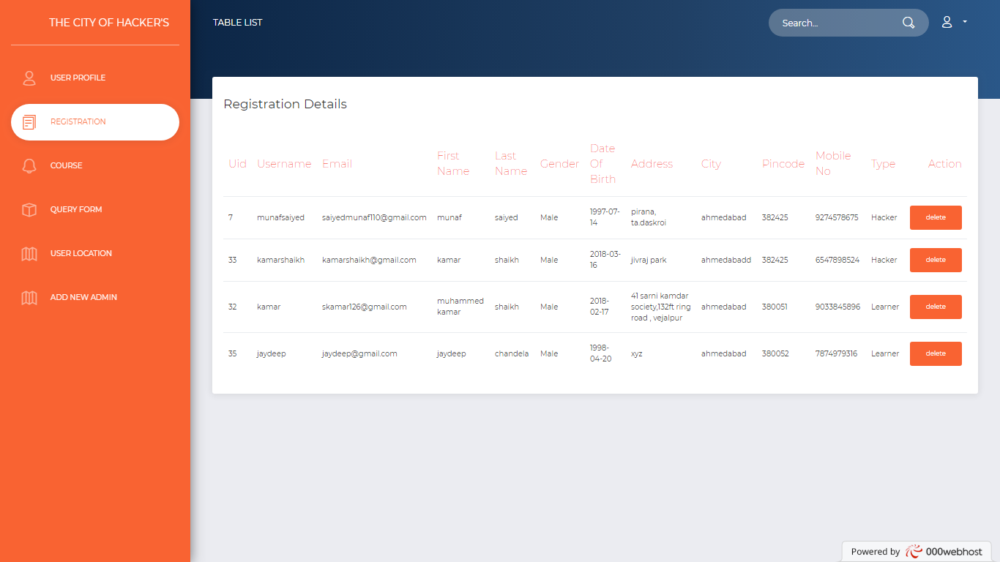 THE CITY OF HACKER'S
USER PROFILE
REGISTRATION
COURSE
QUERY FORM
USER LOCATION
ADD NEW ADMIN
TABLE LIST
Search...
Registration Details
Uid Username Email First Name Last Name Gender Date Of Birth Address City Pincode Mobile No Type Action
7 munafsaiyed saiyedmunaf110@gmail.com munaf saiyed Male 1997-07-14 pirana, ta.daskroi ahmedabad 382425 9274578675 Hacker delete
33 kamarshaikh kamarshaikh@gmail.com kamar shaikh Male 2018-03-16 jivraj park ahmedabadd 382425 6547898524 Hacker delete
32 kamar skamar126@gmail.com muhammed kamar shaikh Male 2018-02-17 41 sarni kamdar society,132ft ring road , vejalpur ahmedabad 380051 9033845896 Learner delete
35 jaydeep jaydeep@gmail.com jaydeep chandela Male 1998-04-20 xyz ahmedabad 380052 7874979316 Learner delete
Powered by 000webhost